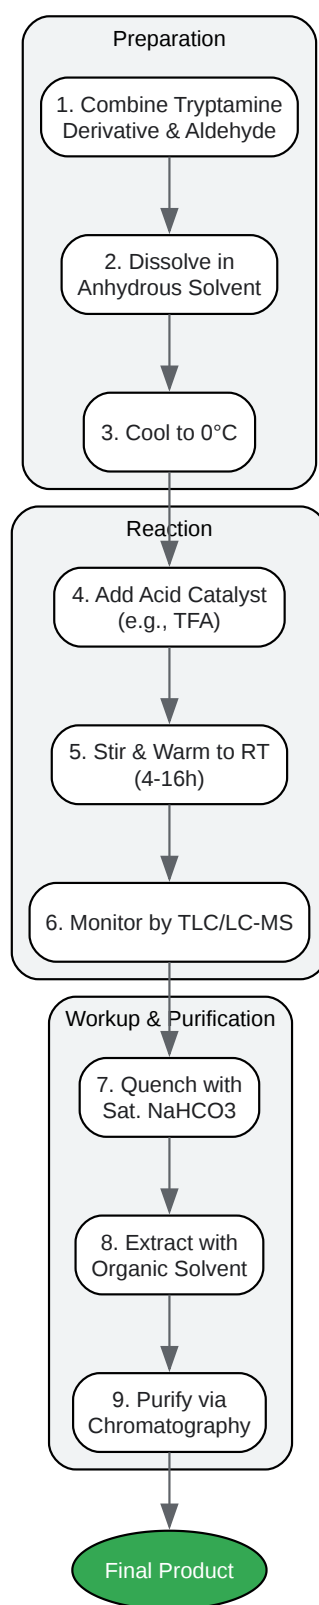 Preparation
1. Combine Tryptamine
Derivative & Aldehyde
2. Dissolve in
Anhydrous Solvent
3. Cool to 0°C
Reaction
4. Add Acid Catalyst
(e.g., TFA)
5. Stir & Warm to RT
(4-16h)
6. Monitor by TLC/LC-MS
Workup & Purification
7. Quench with
Sat. NaHCO3
8. Extract with
Organic Solvent
9. Purify via
Chromatography
Final Product